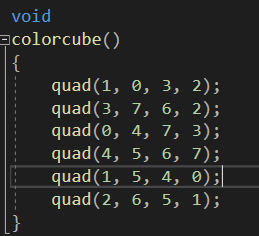 void
colorcube()
{
    quad(1, 0, 3, 2);
    quad(3, 7, 6, 2);
    quad(0, 4, 7, 3);
    quad(4, 5, 6, 7);
    quad(1, 5, 4, 0);
    quad(2, 6, 5, 1);
}